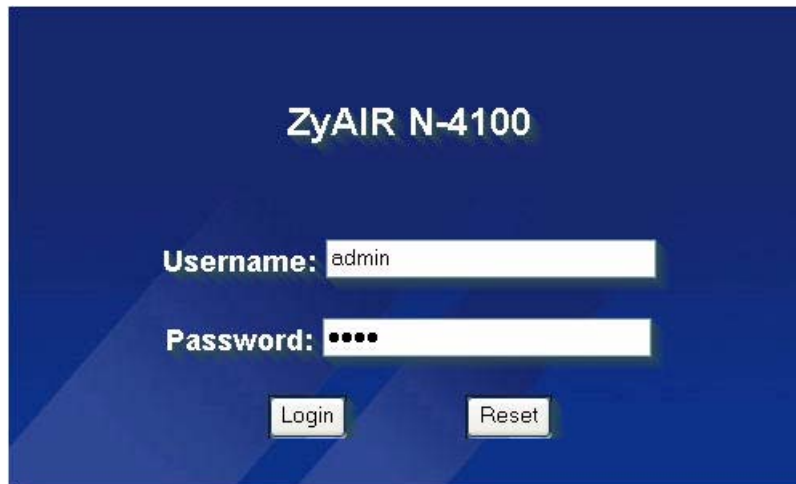 ZyAIR N-4100
Username: admin
Password: ••••
Login Reset